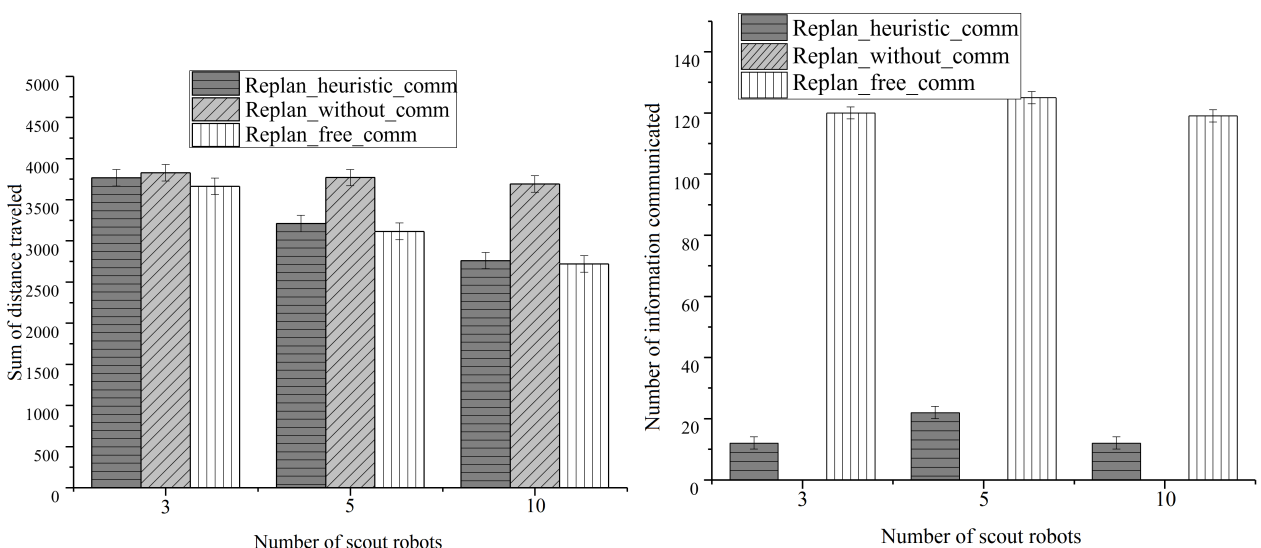 Replan_heuristic_comm
Replan_without_comm
Replan_free_comm
5000
4500
4000
3500
3000
2500
2000
1500
1000
500
0
Sum of distance traveled
3 5 10
Number of scout robots
Replan_heuristic_comm
Replan_without_comm
Replan_free_comm
140
120
100
80
60
40
20
0
Number of information communicated
3 5 10
Number of scout robots